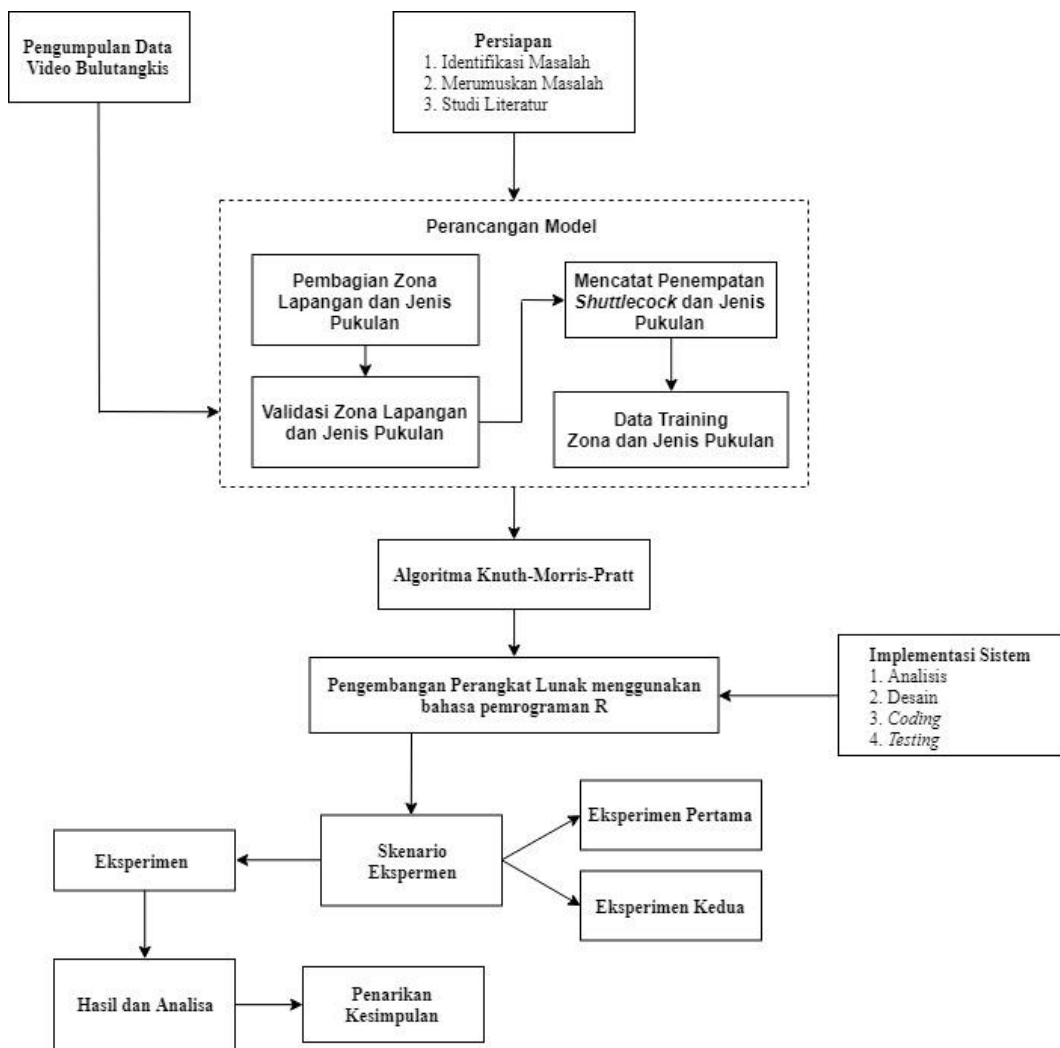 Pengumpulan Data
Video Bulutangkis
Persiapan
1. Identifikasi Masalah
2. Merumuskan Masalah
3. Studi Literatur
Perancangan Model
Pembagian Zona
Lapangan dan Jenis
Pukulan
Mencatat Penempatan
Shuttlecock dan Jenis
Pukulan
Validasi Zona Lapangan
dan Jenis Pukulan
Data Training
Zona dan Jenis Pukulan
Algoritma Knuth-Morris-Pratt
Pengembangan Perangkat Lunak menggunakan
bahasa pemrograman R
Implementasi Sistem
1. Analisis
2. Desain
3. Coding
4. Testing
Skenario
Ekspermen
Eksperimen Pertama
Eksperimen Kedua
Eksperimen
Hasil dan Analisa
Penarikan
Kesimpulan